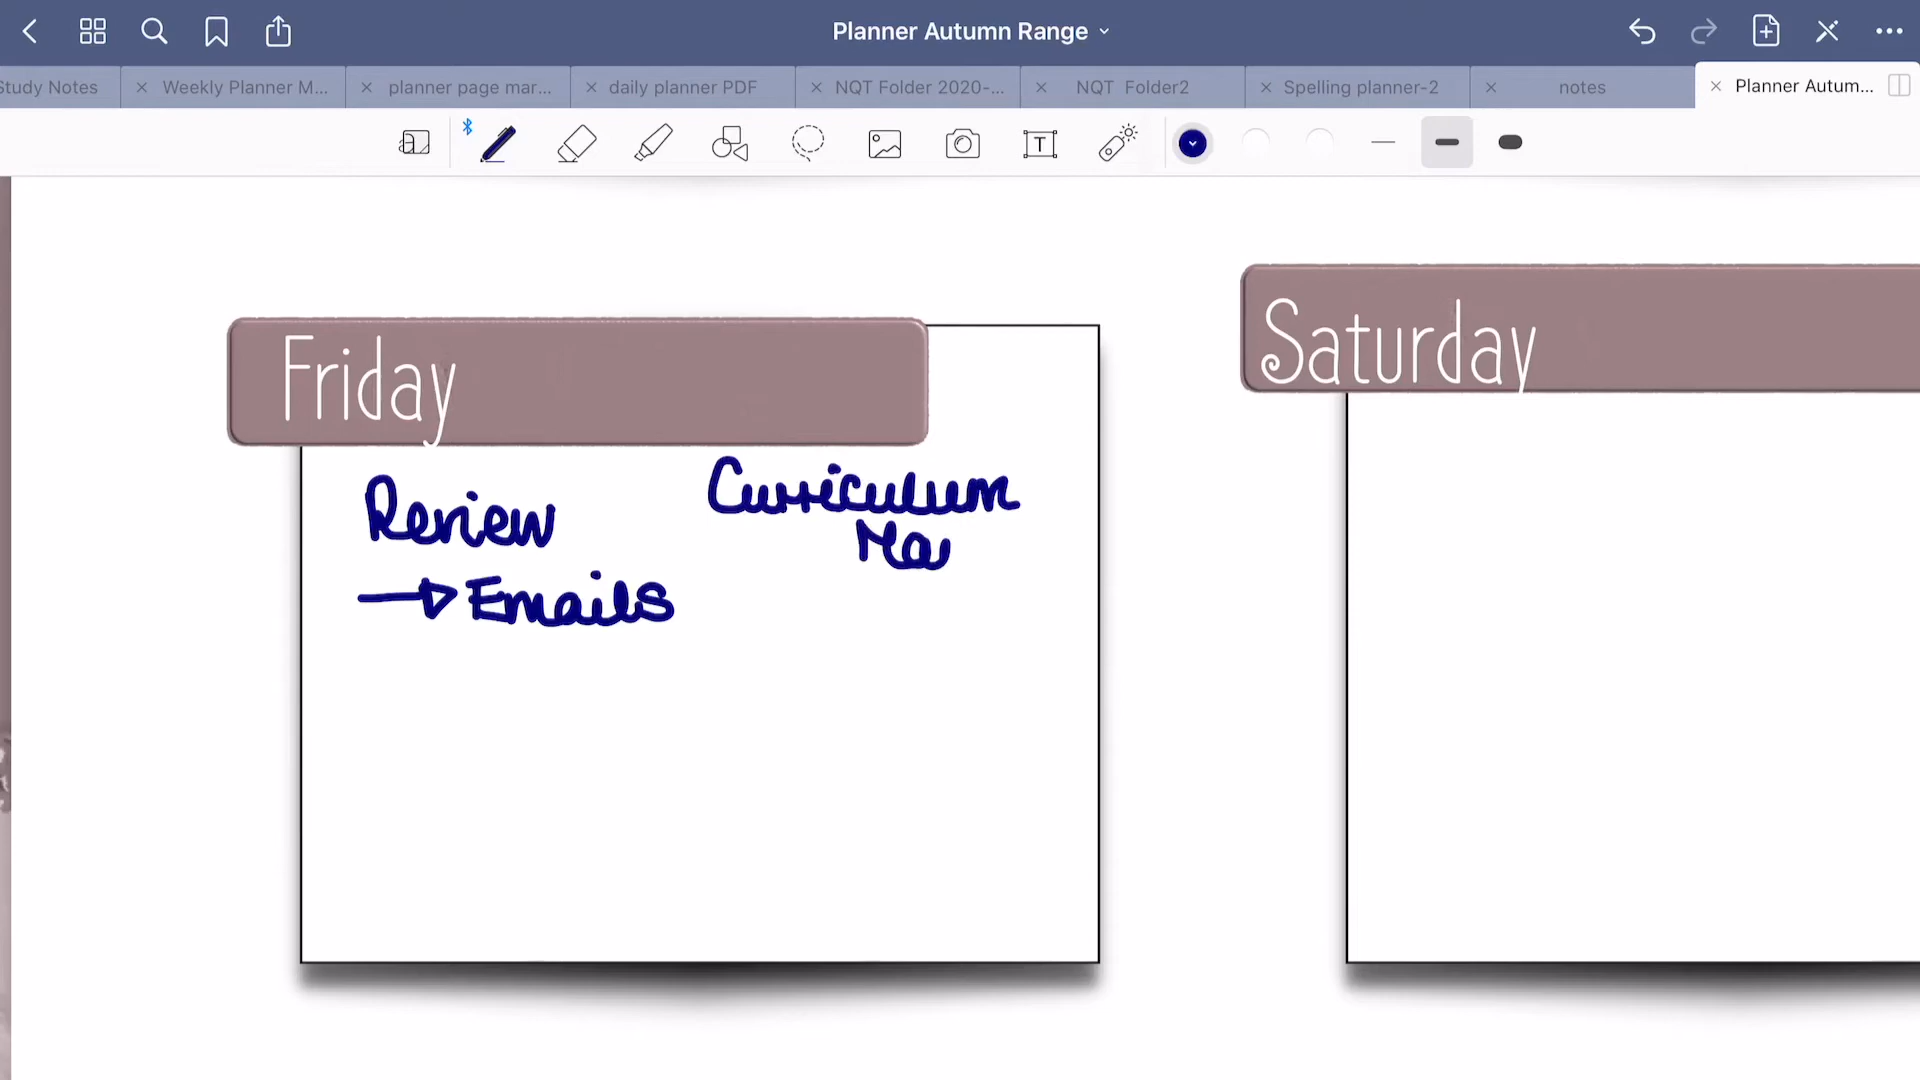 Planner Autumn Range
Study Notes
Weekly Planner M...
planner page mar...
daily planner PDF
NQT Folder 2020-...
NQT Folder2
Spelling planner-2
notes
Planner Autum...
a
T
Friday
Saturday
Review
→ Emails
Curriculum
Ma